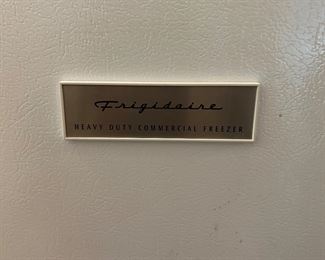 Frigidaire
HEAVY DUTY COMMERCIAL FREEZER